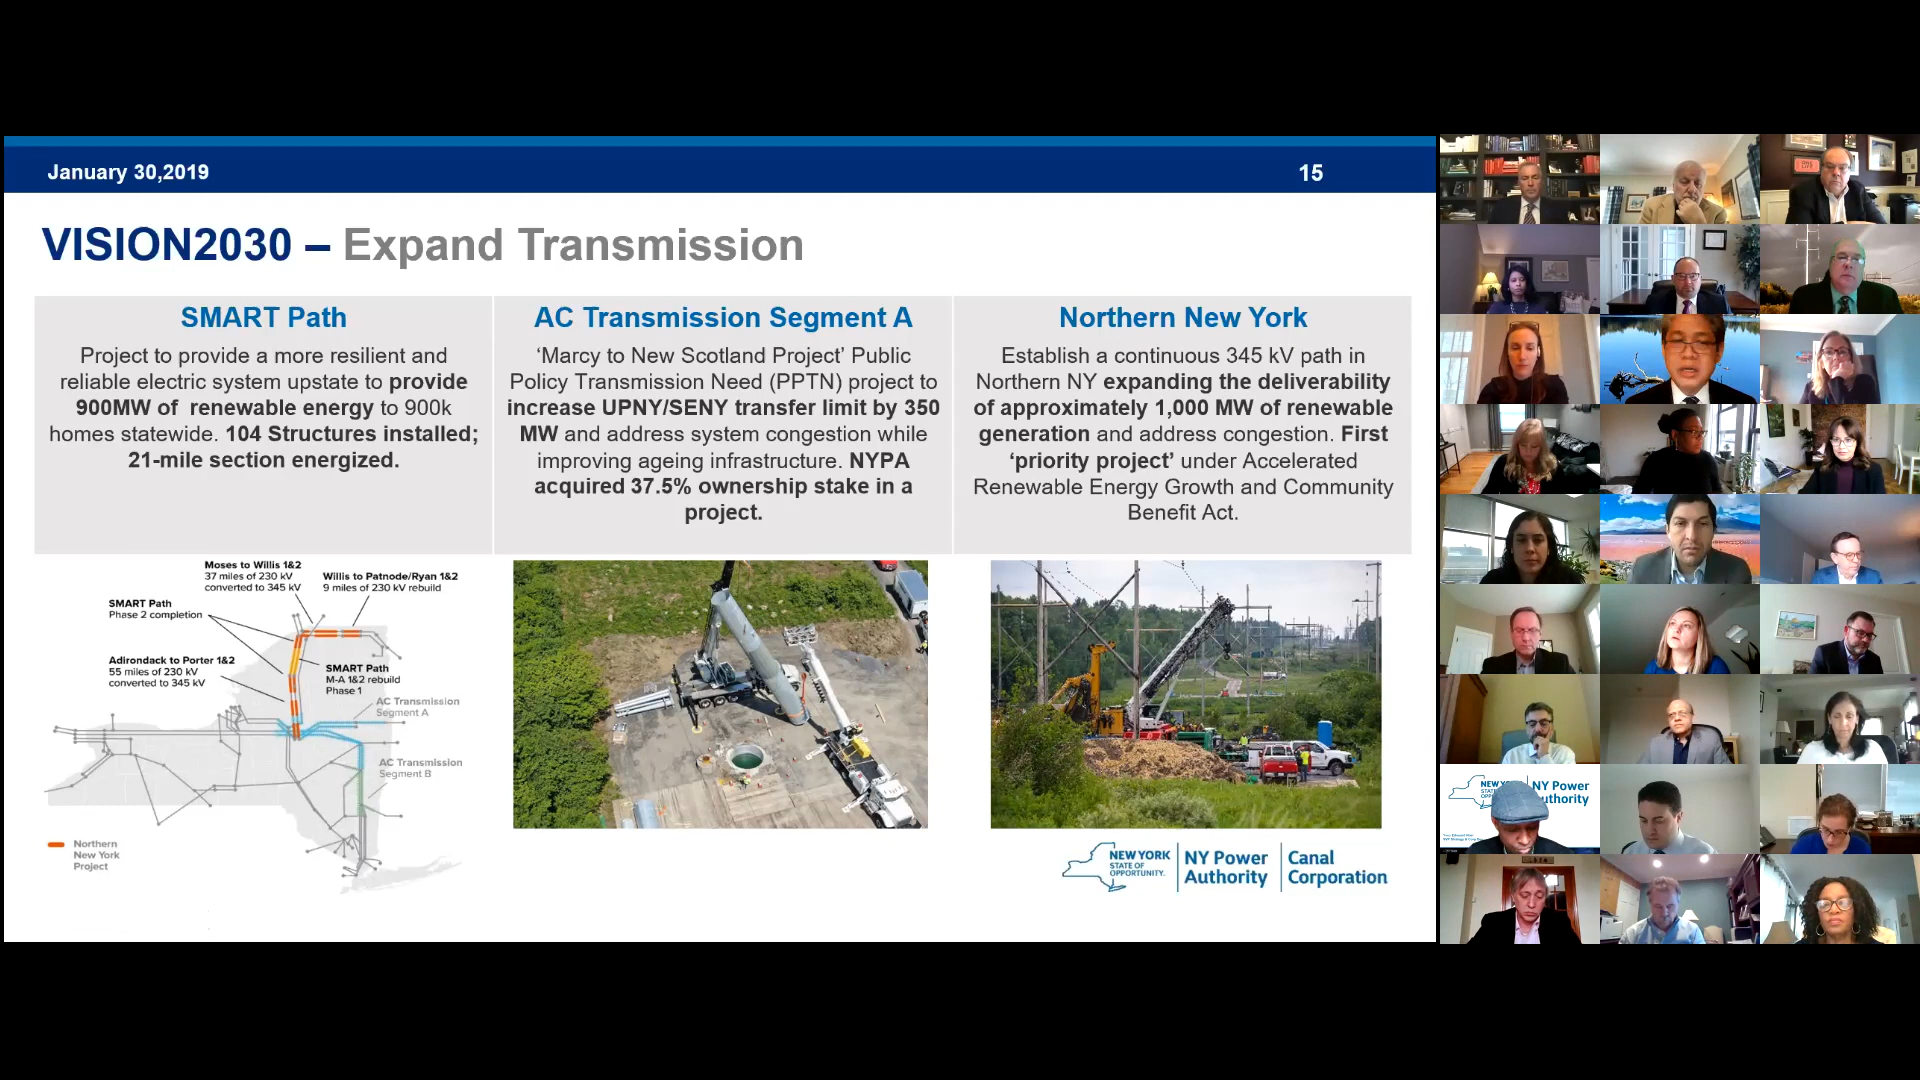 January 30,2019
15
VISION2030 – Expand Transmission
SMART Path
Project to provide a more resilient and
reliable electric system upstate to provide
900MW of renewable energy to 900k
homes statewide. 104 Structures installed;
21-mile section energized.
AC Transmission Segment A
‘Marcy to New Scotland Project’ Public
Policy Transmission Need (PPTN) project to
increase UPNY/SENY transfer limit by 350
MW and address system congestion while
improving ageing infrastructure. NYPA
acquired 37.5% ownership stake in a
project.
Northern New York
Establish a continuous 345 kV path in
Northern NY expanding the deliverability
of approximately 1,000 MW of renewable
generation and address congestion. First
‘priority project’ under Accelerated
Renewable Energy Growth and Community
Benefit Act.
Moses to Willis 1&2
37 miles of 230 kV
converted to 345 kV
Willis to Patnode/Ryan 1&2
9 miles of 230 kV rebuild
SMART Path
Phase 2 completion
Adirondack to Porter 1&2
55 miles of 230 kV
converted to 345 kV
SMART Path
M-A 1&2 rebuild
Phase 1
AC Transmission
Segment A
AC Transmission
Segment B
Northern
New York
Project
NEW YORK
STATE OF
OPPORTUNITY.
NY Power
Authority
Canal
Corporation
NY Power
uthority